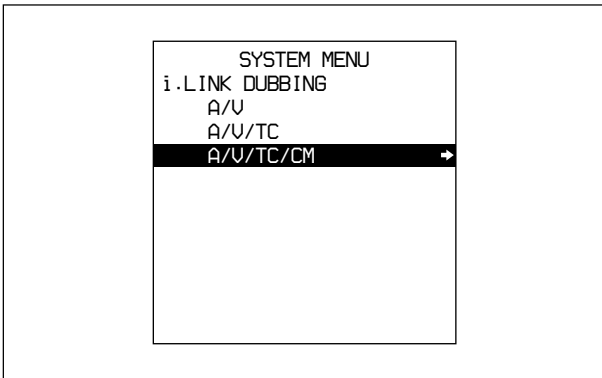 SYSTEM MENU
i.LINK DUBBING
A/V
A/V/TC
A/V/TC/CM →